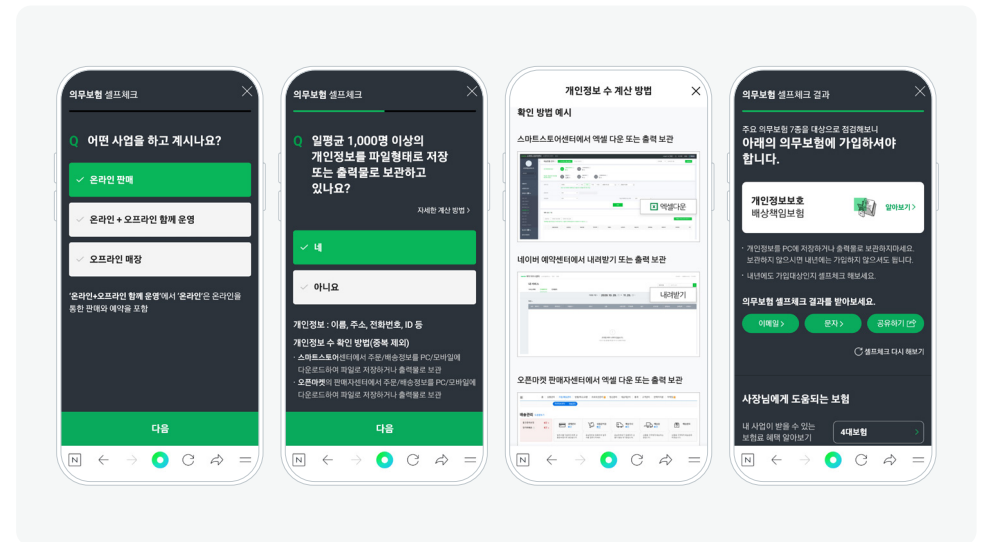 의무보험 셀프체크
Q 어떤 사업을 하고 계시나요?
온라인 판매
온라인 + 오프라인 함께 운영
오프라인 매장
'온라인+오프라인 함께 운영'에서 '온라인'은 온라인을
통한 판매와 예약을 포함
다음
N
의무보험 셀프체크
Q 일평균 1,000명 이상의
개인정보를 파일형태로 저장
또는 출력물로 보관하고
있나요?
자세한 계산 방법 >
네
아니요
개인정보 : 이름, 주소, 전화번호, ID 등
개인정보 수 확인 방법(중복 제외)
· 스마트스토어센터에서 주문/배송정보를 PC/모바일에
다운로드하여 파일로 저장하거나 출력물로 보관
· 오픈마켓의 판매자센터에서 주문/배송정보를 PC/모바일에
다운로드하여 파일로 저장하거나 출력물로 보관
다음
N
개인정보 수 계산 방법
확인 방법 예시
스마트스토어센터에서 엑셀 다운 또는 출력 보관
엑셀다운
네이버 예약센터에서 내려받기 또는 출력 보관
내려받기
오픈마켓 판매자센터에서 엑셀 다운 또는 출력 보관
N
의무보험 셀프체크 결과
주요 의무보험 7종을 대상으로 점검해보니
아래의 의무보험에 가입하셔야
합니다.
개인정보보호
배상책임보험
알아보기 >
· 개인정보를 PC에 저장하거나 출력물로 보관하지마세요.
보관하지 않으시면 내년에는 가입하지 않으셔도 됩니다.
· 내년에도 가입대상인지 셀프체크 해보세요.
의무보험 셀프체크 결과를 받아보세요.
이메일 >
문자 >
공유하기
셀프체크 다시 해보기
사장님에게 도움되는 보험
내 사업이 받을 수 있는
보험료 혜택 알아보기
4대보험 >
N